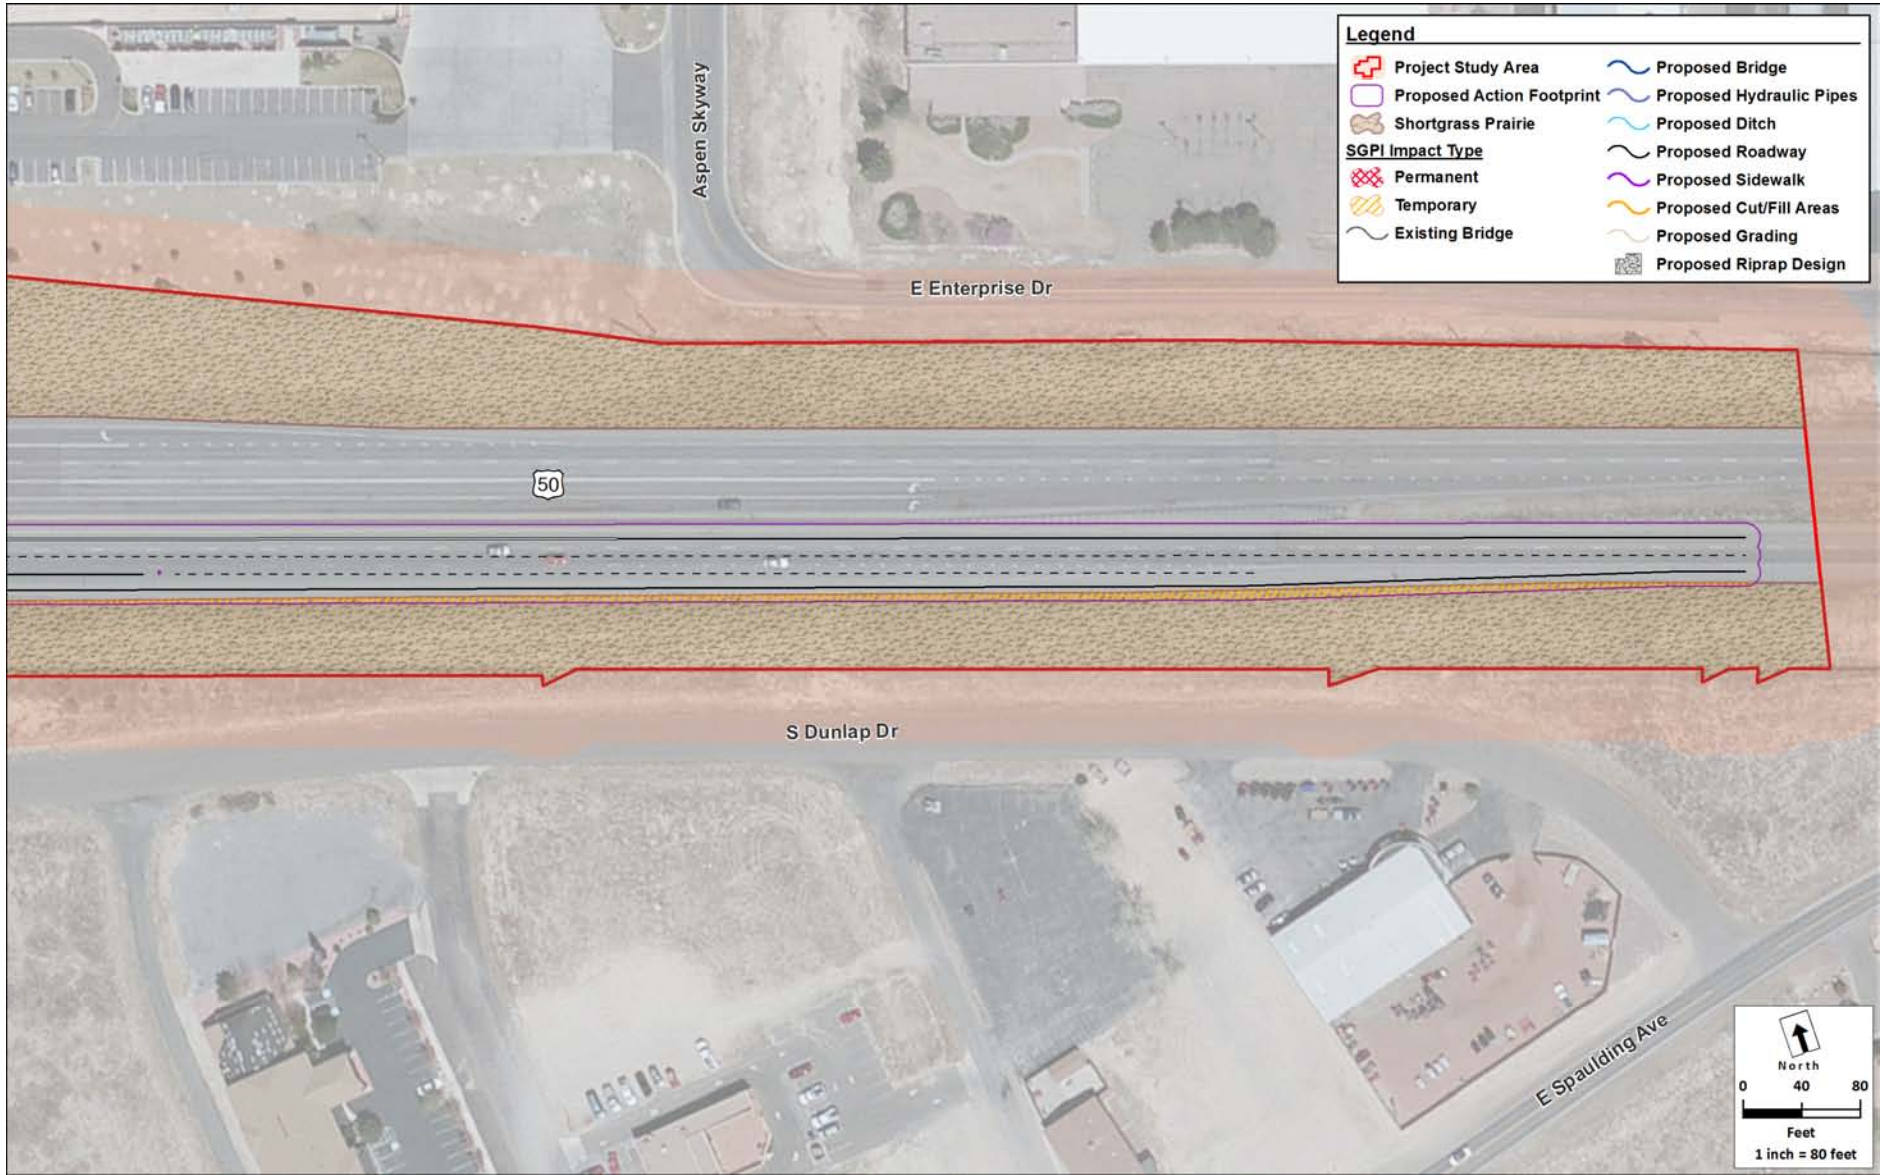 Legend
Project Study Area
Proposed Action Footprint
Shortgrass Prairie
SGPI Impact Type
Permanent
Temporary
Existing Bridge
Proposed Bridge
Proposed Hydraulic Pipes
Proposed Ditch
Proposed Roadway
Proposed Sidewalk
Proposed Cut/Fill Areas
Proposed Grading
Proposed Riprap Design
Aspen Skyway
E Enterprise Dr
50
S Dunlap Dr
E Spaulding Ave
North
0 40 80
Feet
1 inch = 80 feet